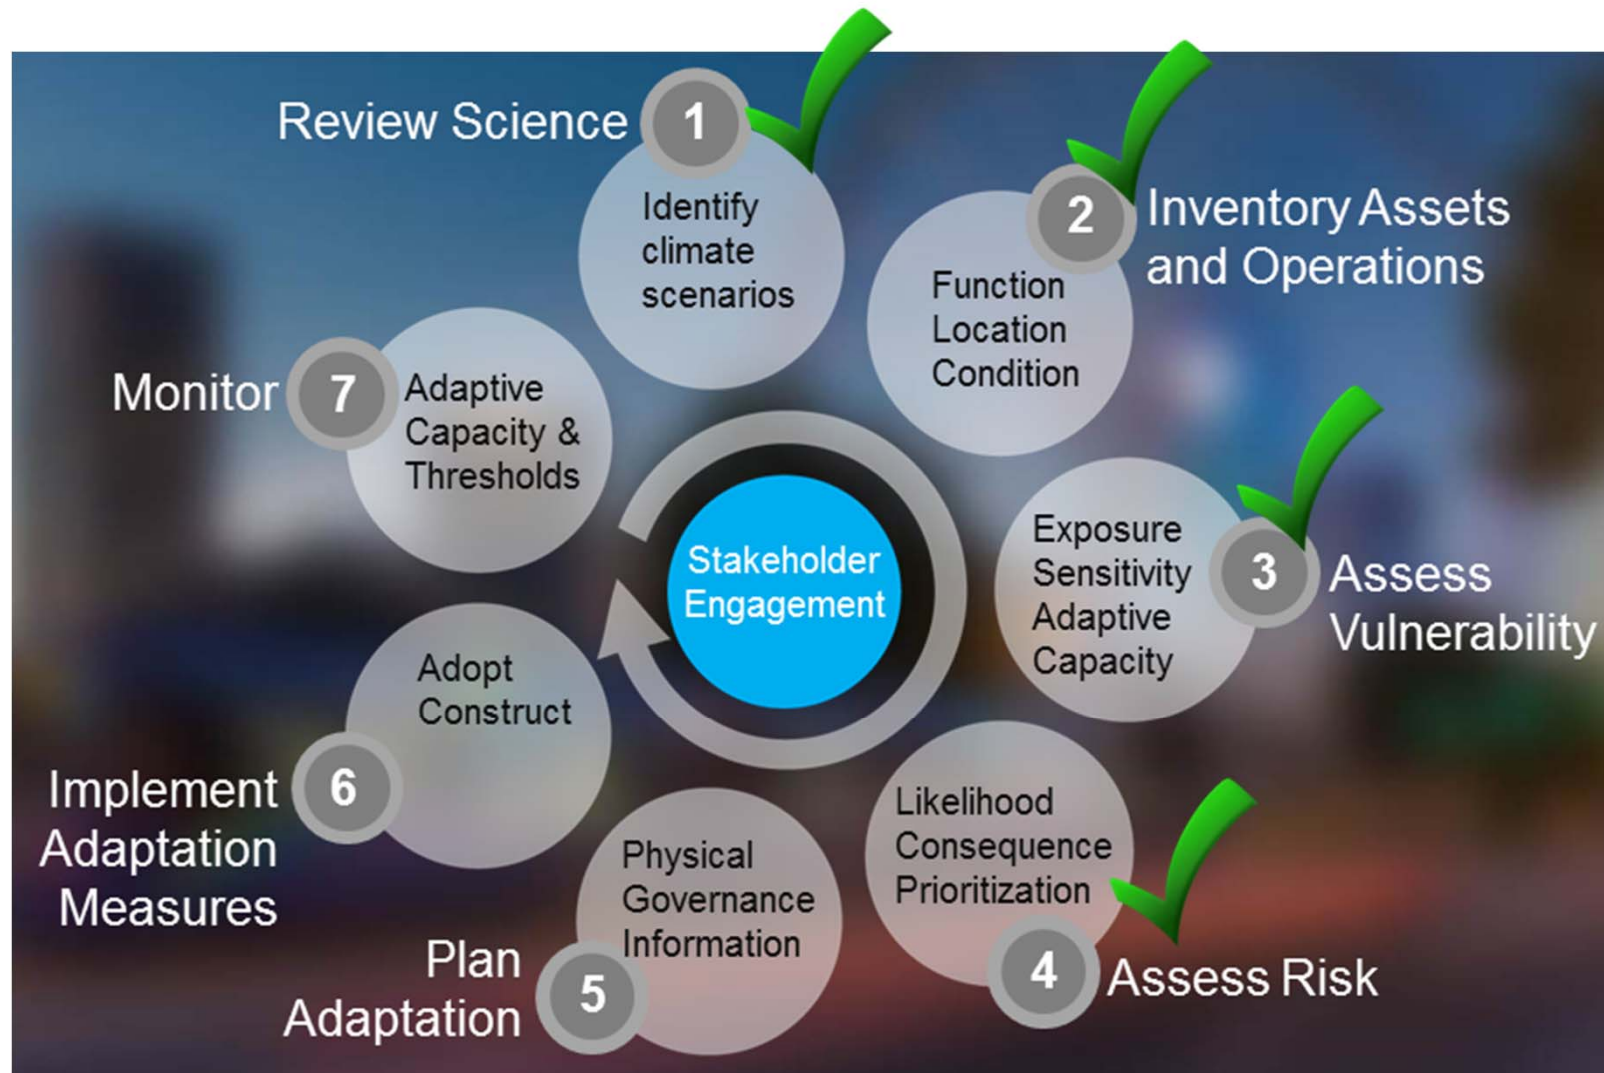 1
Review Science
Identify
climate
scenarios
2
Inventory Assets
and Operations
Function
Location
Condition
3
Assess
Vulnerability
Exposure
Sensitivity
Adaptive
Capacity
4
Assess Risk
Likelihood
Consequence
Prioritization
5
Plan
Adaptation
Physical
Governance
Information
6
Implement
Adaptation
Measures
Adopt
Construct
7
Monitor
Adaptive
Capacity &
Thresholds
Stakeholder
Engagement